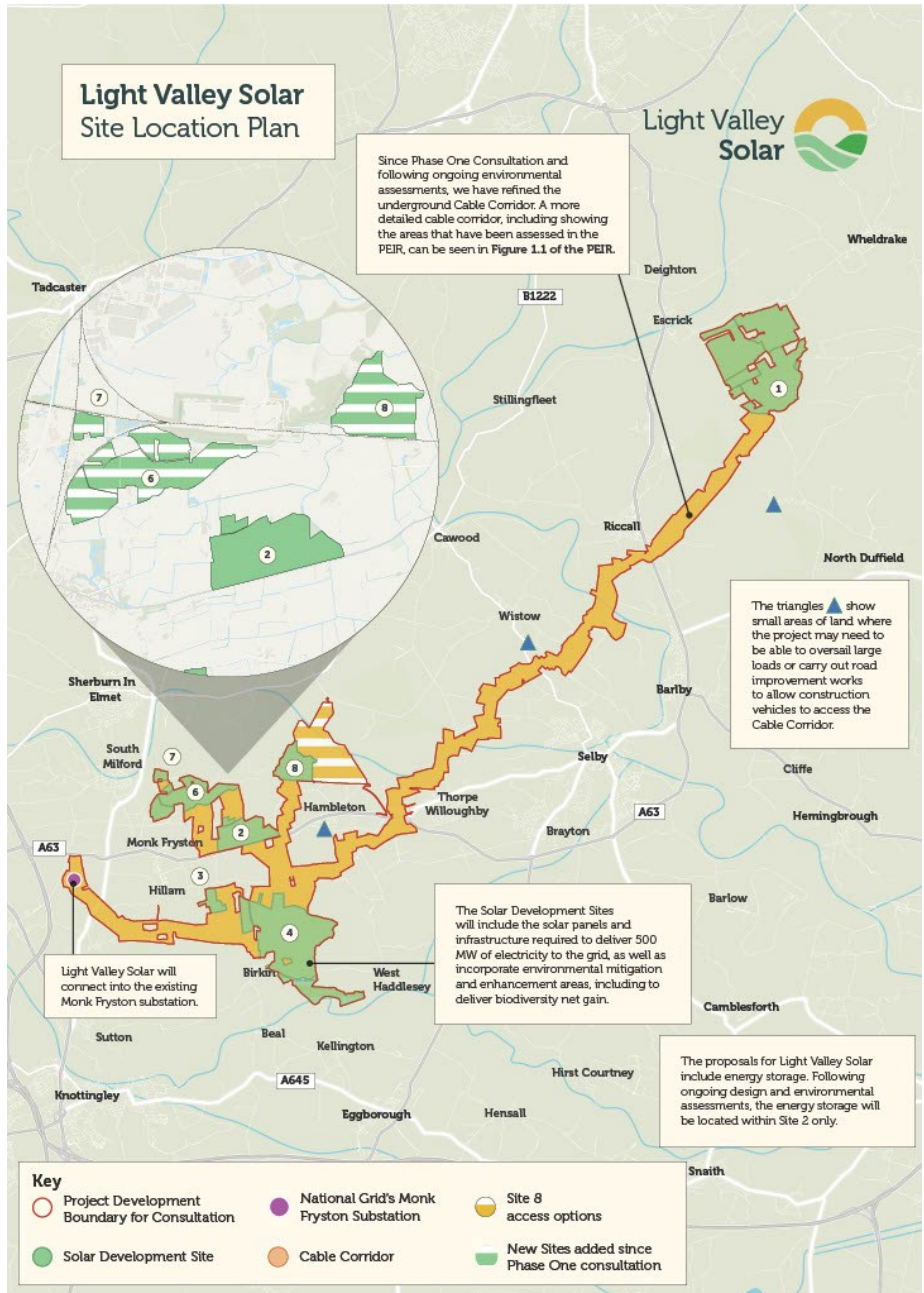 Light Valley Solar
Site Location Plan
Light Valley
Solar
Since Phase One Consultation and
following ongoing environmental
assessments, we have refined the
underground Cable Corridor. A more
detailed cable corridor, including showing
the areas that have been assessed in the
PEIR, can be seen in Figure 1.1 of the PEIR.
Wheldrake
Deighton
Tadcaster
B1222
Escrick
7
8
1
Stillingfleet
6
2
Riccall
Cawood
North Duffield
Wistow
The triangles show
small areas of land where
the project may need to
be able to oversail large
loads or carry out road
improvement works
to allow construction
vehicles to access the
Cable Corridor.
Sherburn In
Elmet
Barlby
South
Milford
7
8
Selby
Cliffe
6
Hambleton
Thorpe
Willoughby
A63
Hemingbrough
2
Brayton
Monk Fryston
A63
3
Hillam
Barlow
4
The Solar Development Sites
will include the solar panels and
infrastructure required to deliver 500
MW of electricity to the grid, as well as
incorporate environmental mitigation
and enhancement areas, including to
deliver biodiversity net gain.
Light Valley Solar will
connect into the existing
Monk Fryston substation.
Birkin
West
Haddlesey
Camblesforth
Sutton
Beal
Kellington
The proposals for Light Valley Solar
include energy storage. Following
ongoing design and environmental
assessments, the energy storage will
be located within Site 2 only.
Hirst Courtney
A645
Knottingley
Eggborough
Hensall
Snaith
Key
Project Development
Boundary for Consultation
National Grid's Monk
Fryston Substation
Site 8
access options
Solar Development Site
Cable Corridor
New Sites added since
Phase One consultation